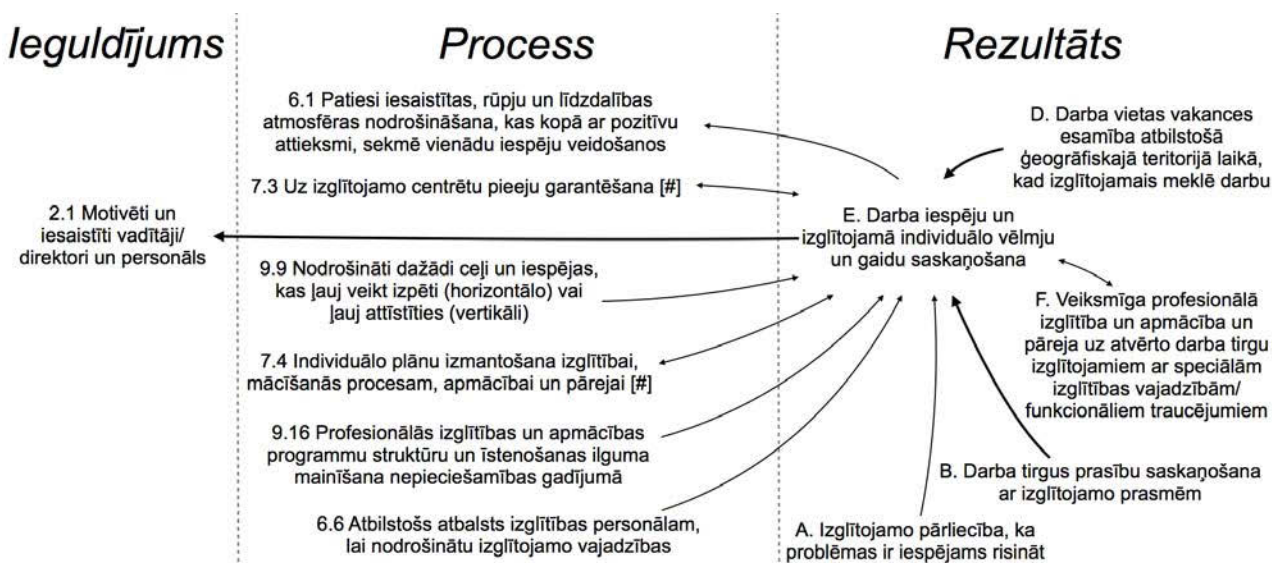 Ieguldījums
Process
Rezultāts
6.1 Patiesi iesaistītas, rūpju un līdzdalības
atmosfēras nodrošināšana, kas kopā ar pozitīvu
attieksmi, sekmē vienādu iespēju veidošanos
7.3 Uz izglītojamo centrētu pieeju garantēšana [#]
2.1 Motivēti un
iesaistīti vadītāji/
direktori un personāls
9.9 Nodrošināti dažādi ceļi un iespējas,
kas ļauj veikt izpēti (horizontālo) vai
ļauj attīstīties (vertikāli)
7.4 Individuālo plānu izmantošana izglītībai,
mācīšanās procesam, apmācībai un pārejai [#]
9.16 Profesionālās izglītības un apmācības
programmu struktūru un īstenošanas ilguma
mainīšana nepieciešamības gadījumā
6.6 Atbilstošs atbalsts izglītības personālam,
lai nodrošinātu izglītojamo vajadzības
D. Darba vietas vakances
esamība atbilstošā
ģeogrāfiskajā teritorijā laikā,
kad izglītojamais meklē darbu
E. Darba iespēju un
izglītojamā individuālo vēlmju
un gaidu saskaņošana
F. Veiksmīga profesionālā
izglītība un apmācība un
pāreja uz atvērto darba tirgu
izglītojamiem ar speciālām
izglītības vajadzībām/
funkcionāliem traucējumiem
B. Darba tirgus prasību saskaņošana
ar izglītojamo prasmēm
A. Izglītojamo pārliecība, ka
problēmas ir iespējams risināt